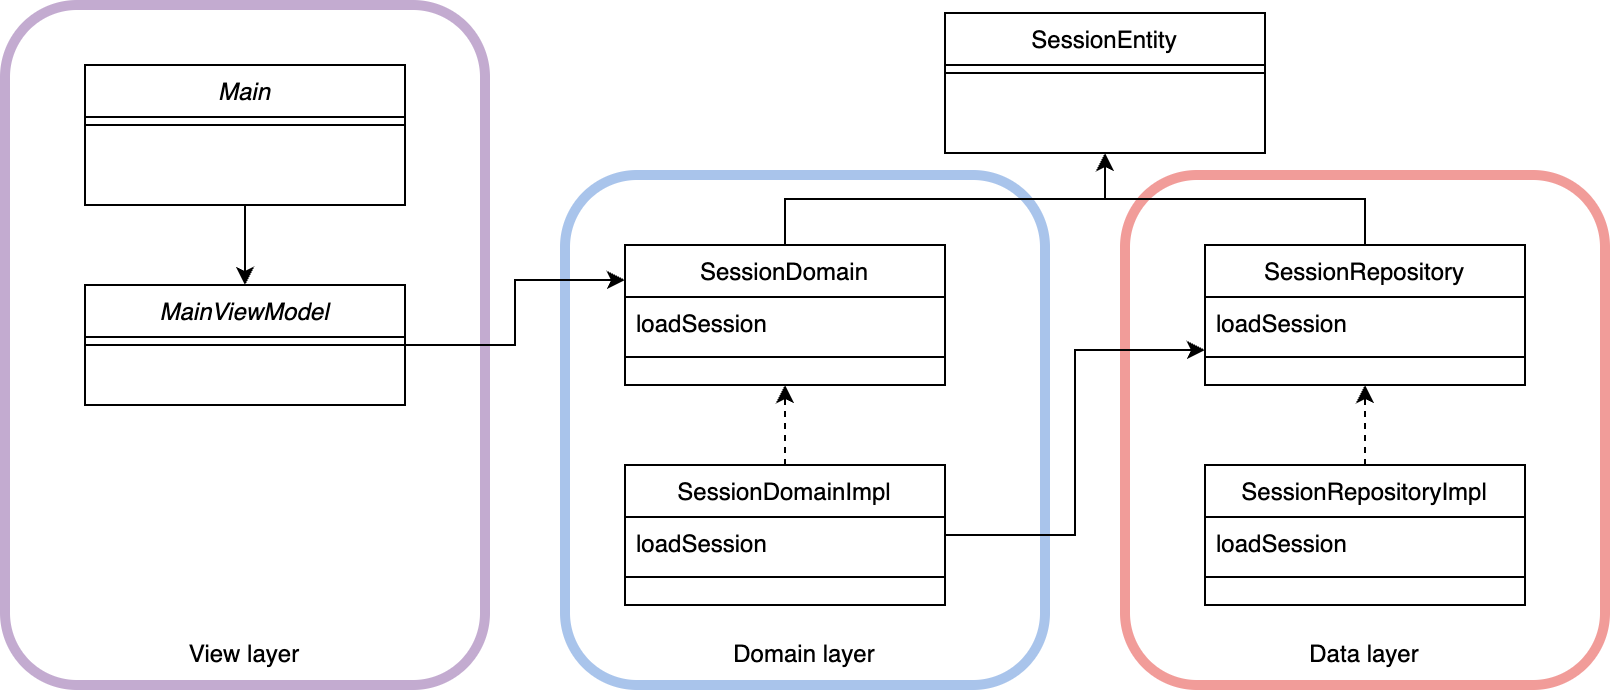 SessionEntity
Main
MainViewModel
SessionDomain
loadSession
SessionDomainImpl
loadSession
SessionRepository
loadSession
SessionRepositoryImpl
loadSession
View layer
Domain layer
Data layer